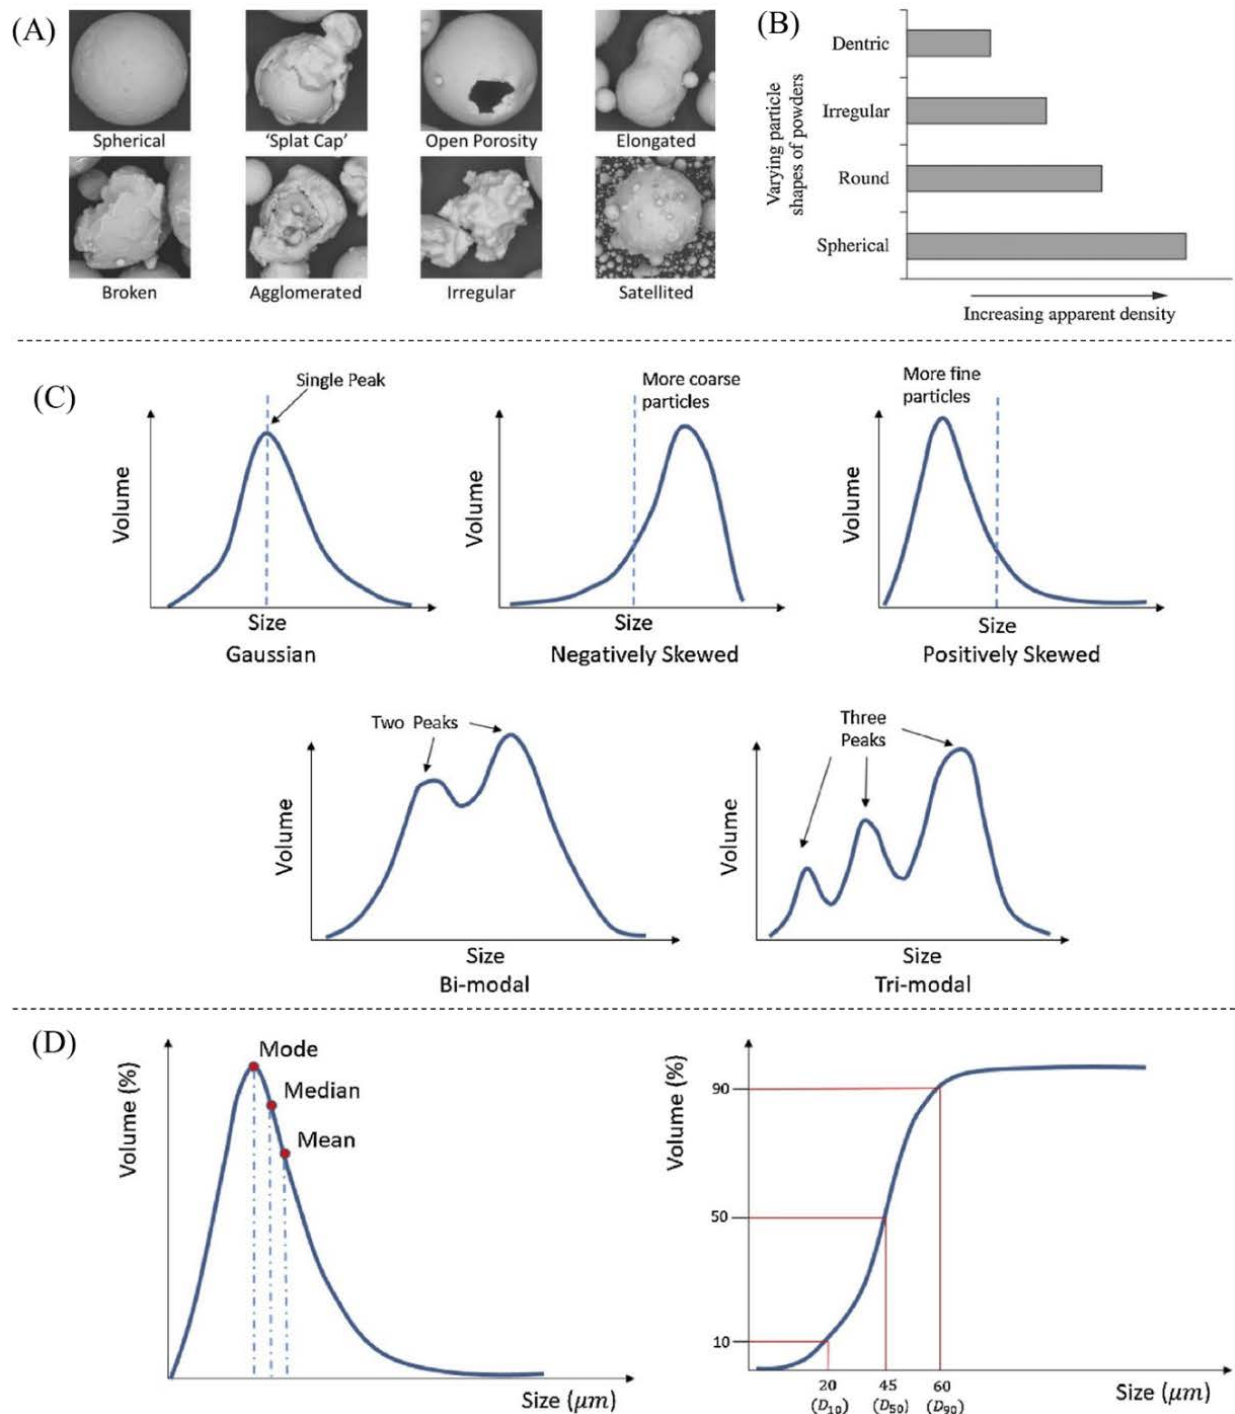 (A)
Spherical
'Splat Cap'
Open Porosity
Elongated
Broken
Agglomerated
Irregular
Satellited
(B)
Varying particle
shapes of powders
Dentric
Irregular
Round
Spherical
Increasing apparent density
(C)
Single Peak
Volume
Size
Gaussian
More coarse
particles
Volume
Size
Negatively Skewed
More fine
particles
Volume
Size
Positively Skewed
Two Peaks
Volume
Size
Bi-modal
Three
Peaks
Volume
Size
Tri-modal
(D)
Volume (%)
Mode
Median
Mean
Size (μm)
Volume (%)
90
50
10
20
(D₁₀)
45
(D₅₀)
60
(D₉₀)
Size (μm)